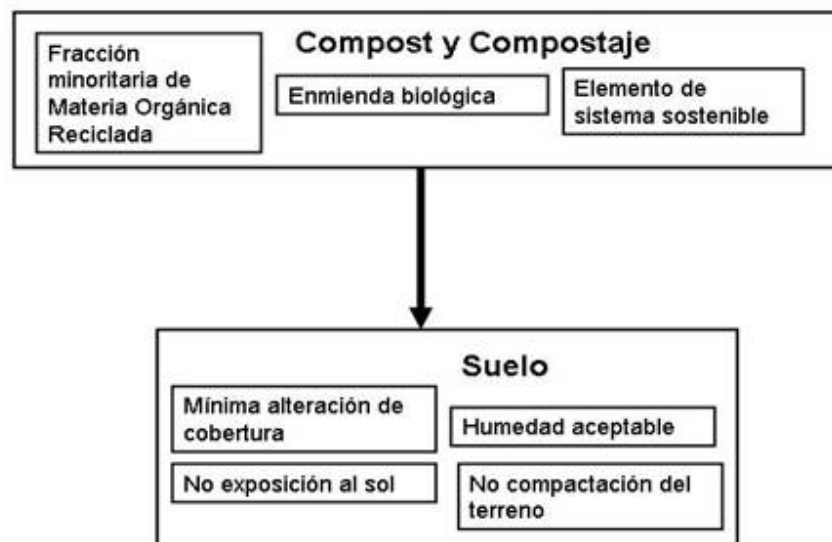 Compost y Compostaje
Fracción
minoritaria de
Materia Orgánica
Reciclada
Enmienda biológica
Elemento de
sistema sostenible
Suelo
Mínima alteración de
cobertura
Humedad aceptable
No exposición al sol
No compactación del
terreno